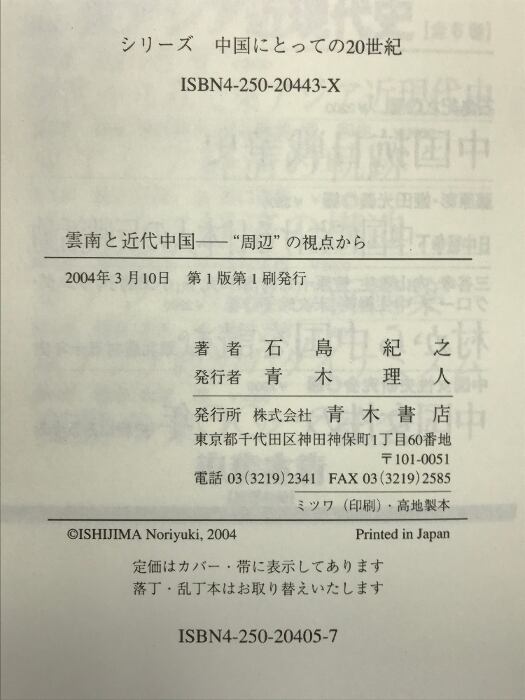 シリーズ　中国にとっての20世紀
ISBN4-250-20443-X
雲南と近代中国――“周辺”の視点から
2004年3月10日　第1版第1刷発行
著者　石島紀之
発行者　青木理人
発行所　株式会社　青木書店
東京都千代田区神田神保町1丁目60番地
〒101-0051
電話 03(3219)2341　FAX 03(3219)2585
ミツワ（印刷）・高地製本
©ISHIJIMA Noriyuki, 2004　Printed in Japan
定価はカバー・帯に表示してあります
落丁・乱丁本はお取り替えいたします
ISBN4-250-20405-7